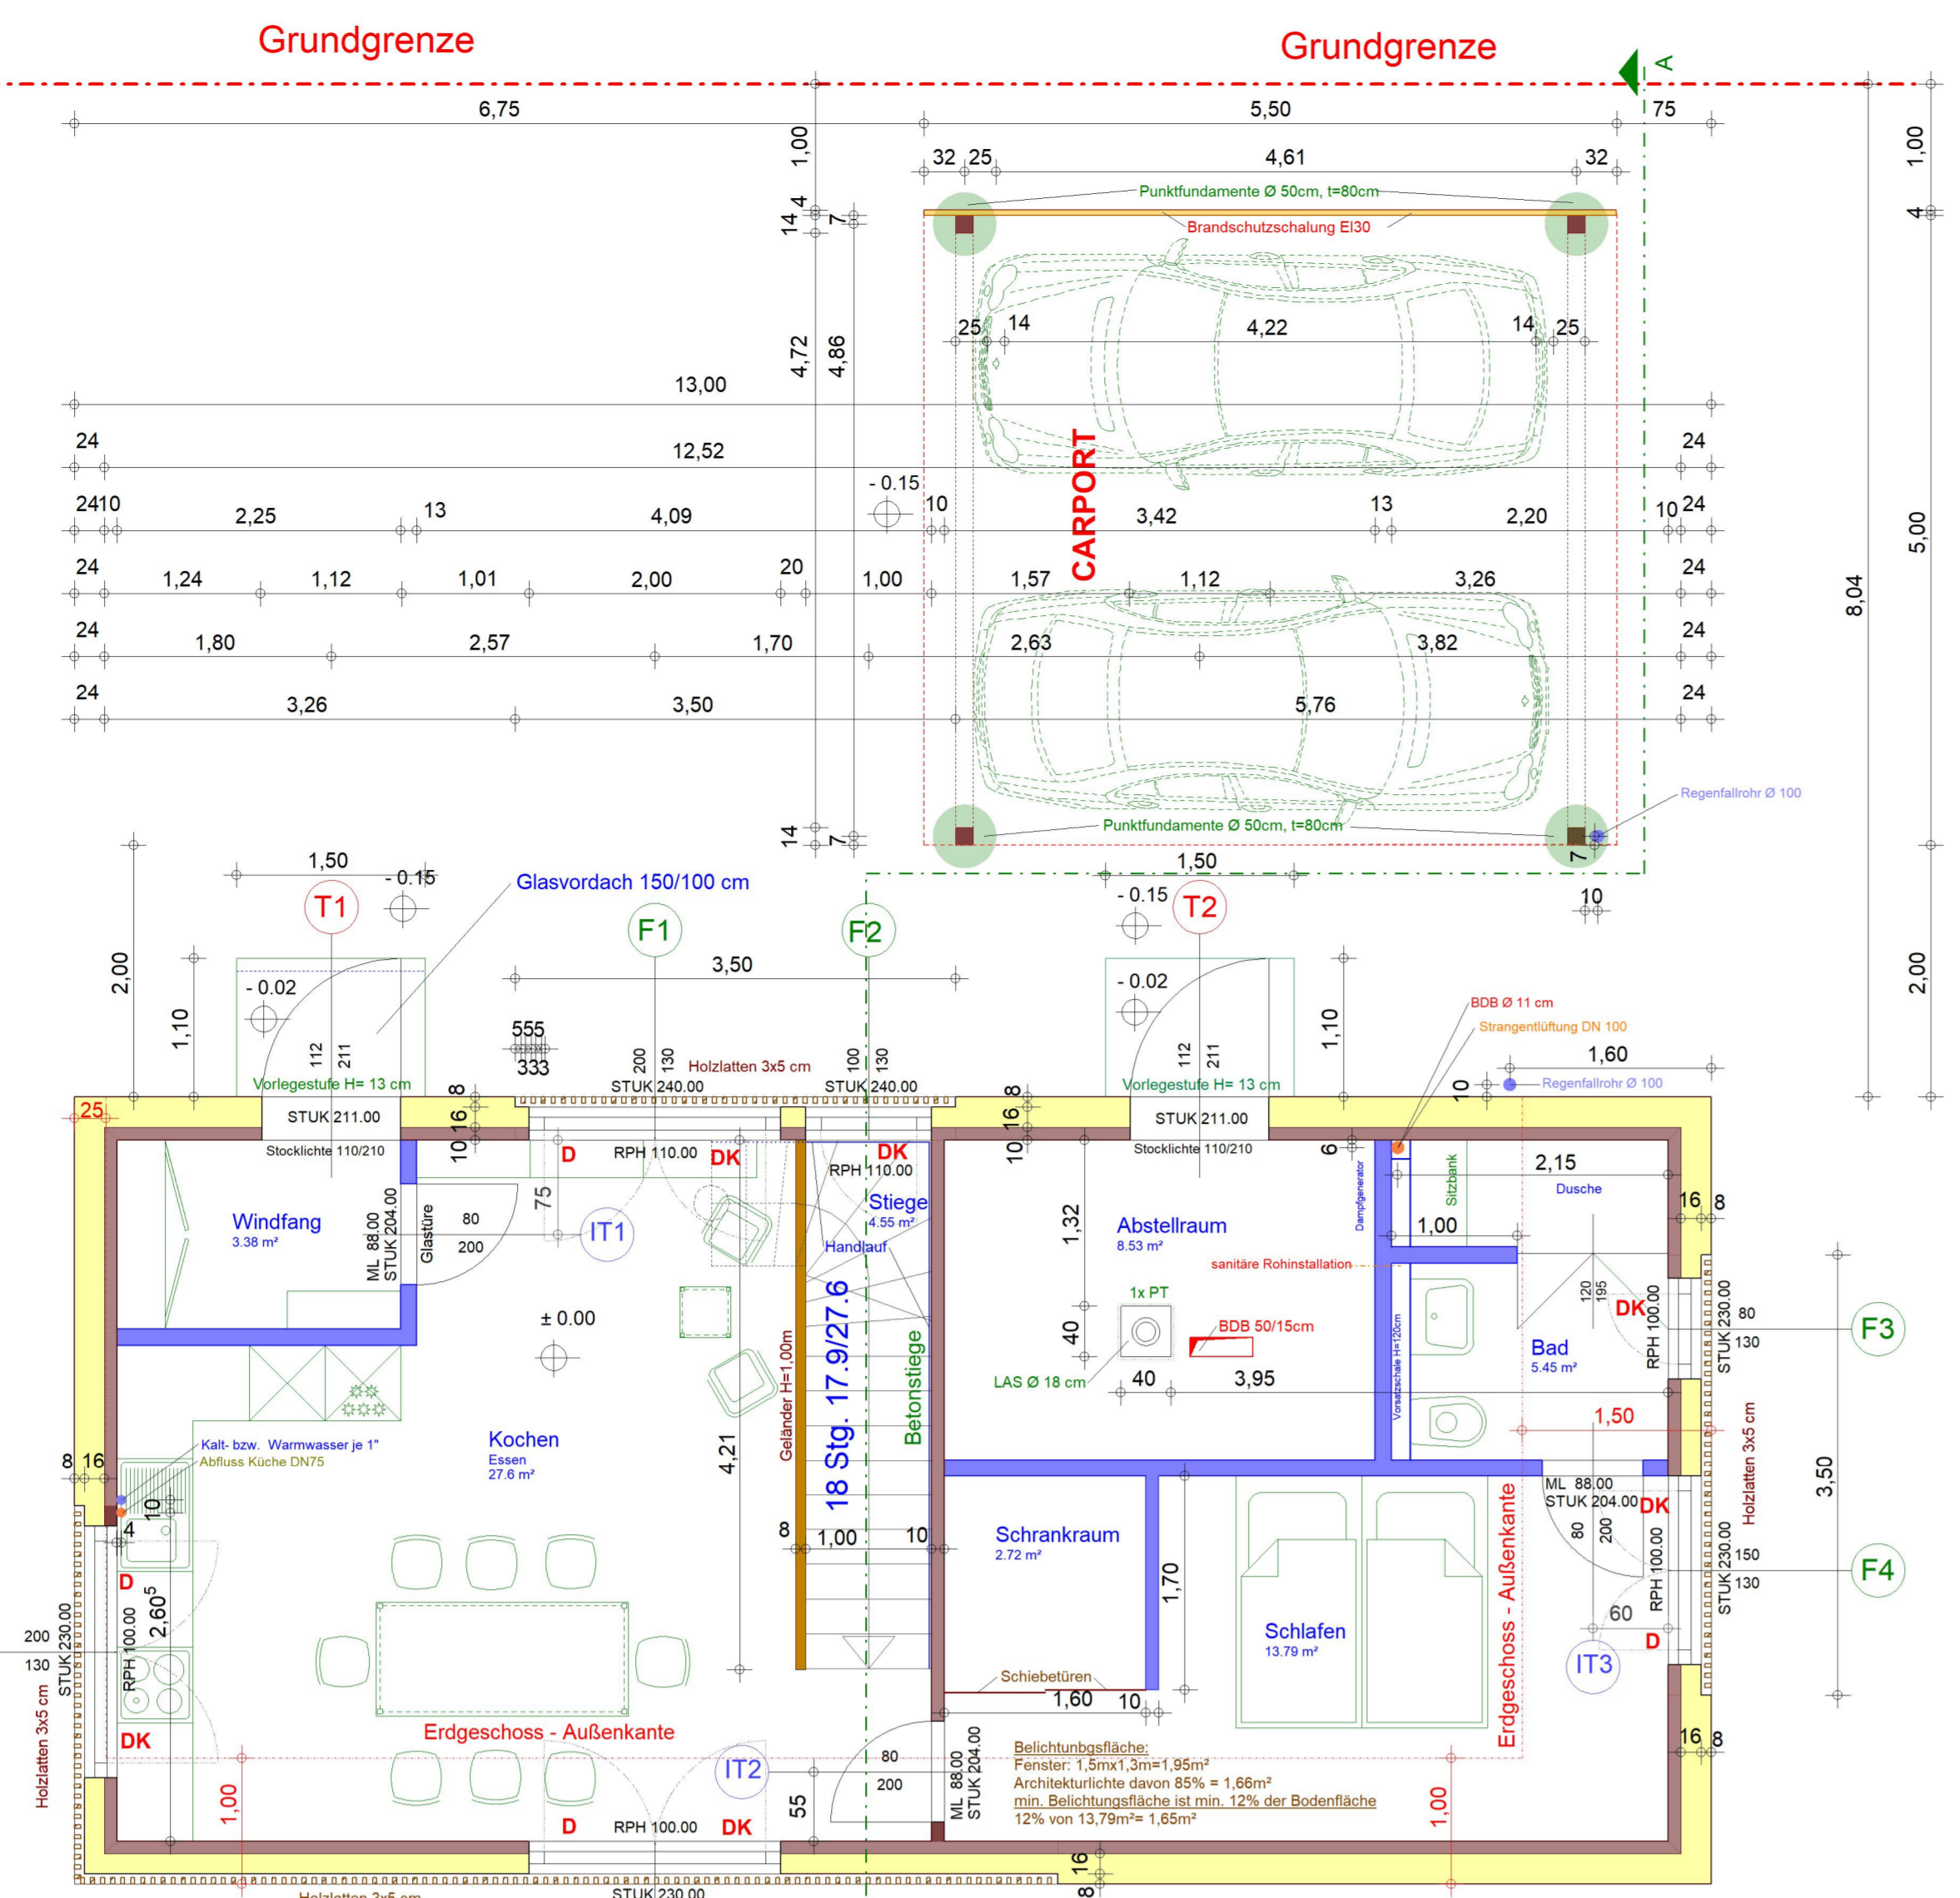 Grundgrenze
Grundgrenze
A
6,75
5,50
75
1,00
1,00
32
25
4,61
32
Punktfundamente Ø 50cm, t=80cm
14
4
7
4
Brandschutzschalung EI30
25
14
4,22
14
25
4,72
4,86
13,00
CARPORT
24
12,52
24
- 0.15
24
10
2,25
13
4,09
10
3,42
13
2,20
10
24
5,00
24
1,24
1,12
1,01
2,00
20
1,00
1,57
1,12
3,26
24
8,04
24
1,80
2,57
1,70
2,63
3,82
24
24
3,26
3,50
5,76
24
Regenfallrohr Ø 100
14
7
Punktfundamente Ø 50cm, t=80cm
7
1,50
- 0.15
Glasvordach 150/100 cm
1,50
- 0.15
10
T1
F1
F2
T2
2,00
2,00
3,50
- 0.02
- 0.02
1,10
1,10
BDB Ø 11 cm
Strangentlüftung DN 100
555
333
112
211
200
130
100
130
112
211
1,60
Holzlatten 3x5 cm
Vorlegestufe H= 13 cm
STUK 240.00
STUK 240.00
Vorlegestufe H= 13 cm
10
Regenfallrohr Ø 100
25
STUK 211.00
8
16
10
8
16
10
STUK 211.00
Stocklichte 110/210
D
RPH 110.00
DK
DK
RPH 110.00
Stocklichte 110/210
6
2,15
Dusche
Sitzbank
Dampfgenerator
75
Windfang
3.38 m²
ML 88.00
STUK 204.00
Glastüre
80
200
IT1
Stiege
4.55 m²
Handlauf
1,32
Abstellraum
8.53 m²
1,00
16
8
sanitäre Rohinstallation
1x PT
120
195
DK
RPH 100.00
STUK 230.00
80
130
F3
± 0.00
Geländer H=1,00m
18 Stg. 17.9/27.6
Betonstiege
40
BDB 50/15cm
Vorsatzschale H=120cm
Bad
5.45 m²
LAS Ø 18 cm
40
3,95
1,50
Kochen
Essen
27.6 m²
Kalt- bzw. Warmwasser je 1"
Abfluss Küche DN75
4,21
8
16
10
4
8
1,00
10
Holzlatten 3x5 cm
3,50
ML 88.00
STUK 204.00
DK
80
200
RPH 100.00
STUK 230.00
150
130
F4
Schrankraum
2.72 m²
1,70
Schlafen
13.79 m²
Erdgeschoss - Außenkante
60
D
IT3
D
2,60⁵
RPH 100.00
200
130
STUK 230.00
Holzlatten 3x5 cm
DK
Schiebetüren
1,60
10
Erdgeschoss - Außenkante
16
8
IT2
80
200
ML 88.00
STUK 204.00
Belichtunbgsfläche:
Fenster: 1,5mx1,3m=1,95m²
Architekturlichte davon 85% = 1,66m²
min. Belichtungsfläche ist min. 12% der Bodenfläche
12% von 13,79m²= 1,65m²
1,00
D
RPH 100.00
DK
55
1,00
16
8
Holzlatten 3x5 cm
STUK 230.00